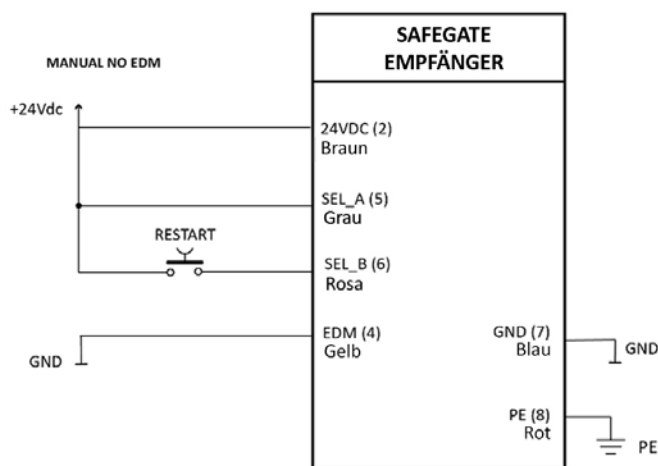 SAFEGATE
EMPFÄNGER
MANUAL NO EDM
+24Vdc
24VDC (2)
Braun
SEL_A (5)
Grau
RESTART
SEL_B (6)
Rosa
EDM (4)
Gelb
GND
GND (7)
Blau
GND
PE (8)
Rot
PE